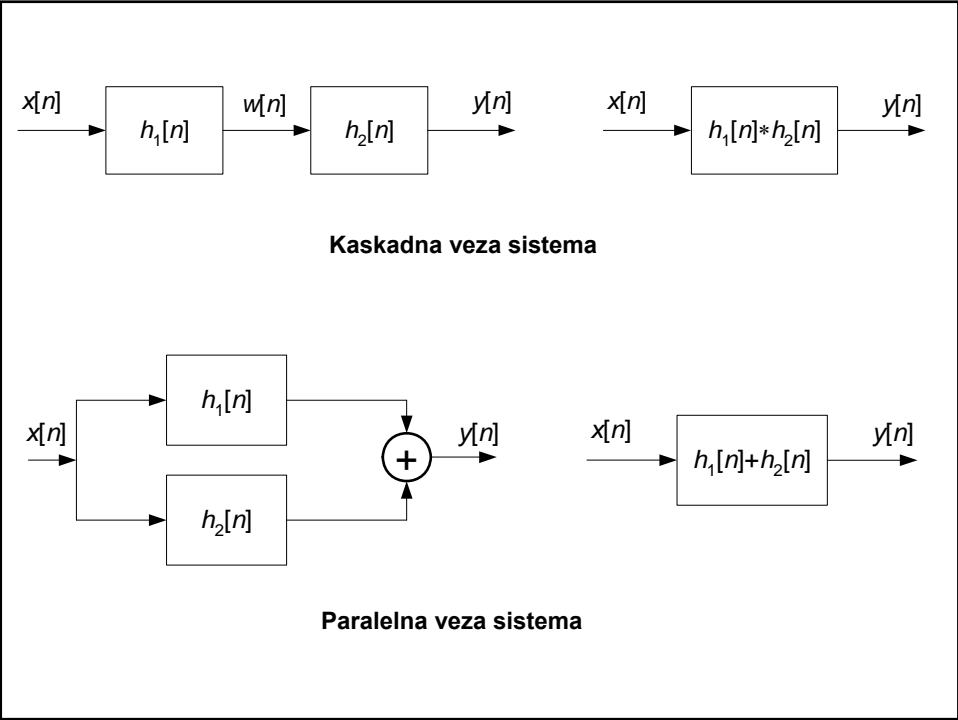 x[n] h₁[n] w[n] h₂[n] y[n] x[n] h₁[n]∗h₂[n] y[n]
Kaskadna veza sistema
h₁[n]
x[n] + y[n] x[n] h₁[n]+h₂[n] y[n]
h₂[n]
Paralelna veza sistema